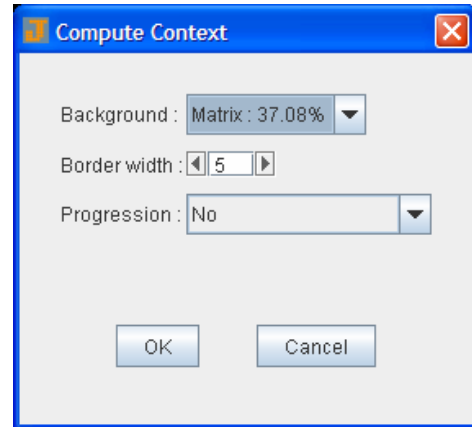 Compute Context
Background : Matrix : 37.08%
Border width : 5
Progression : No
OK Cancel